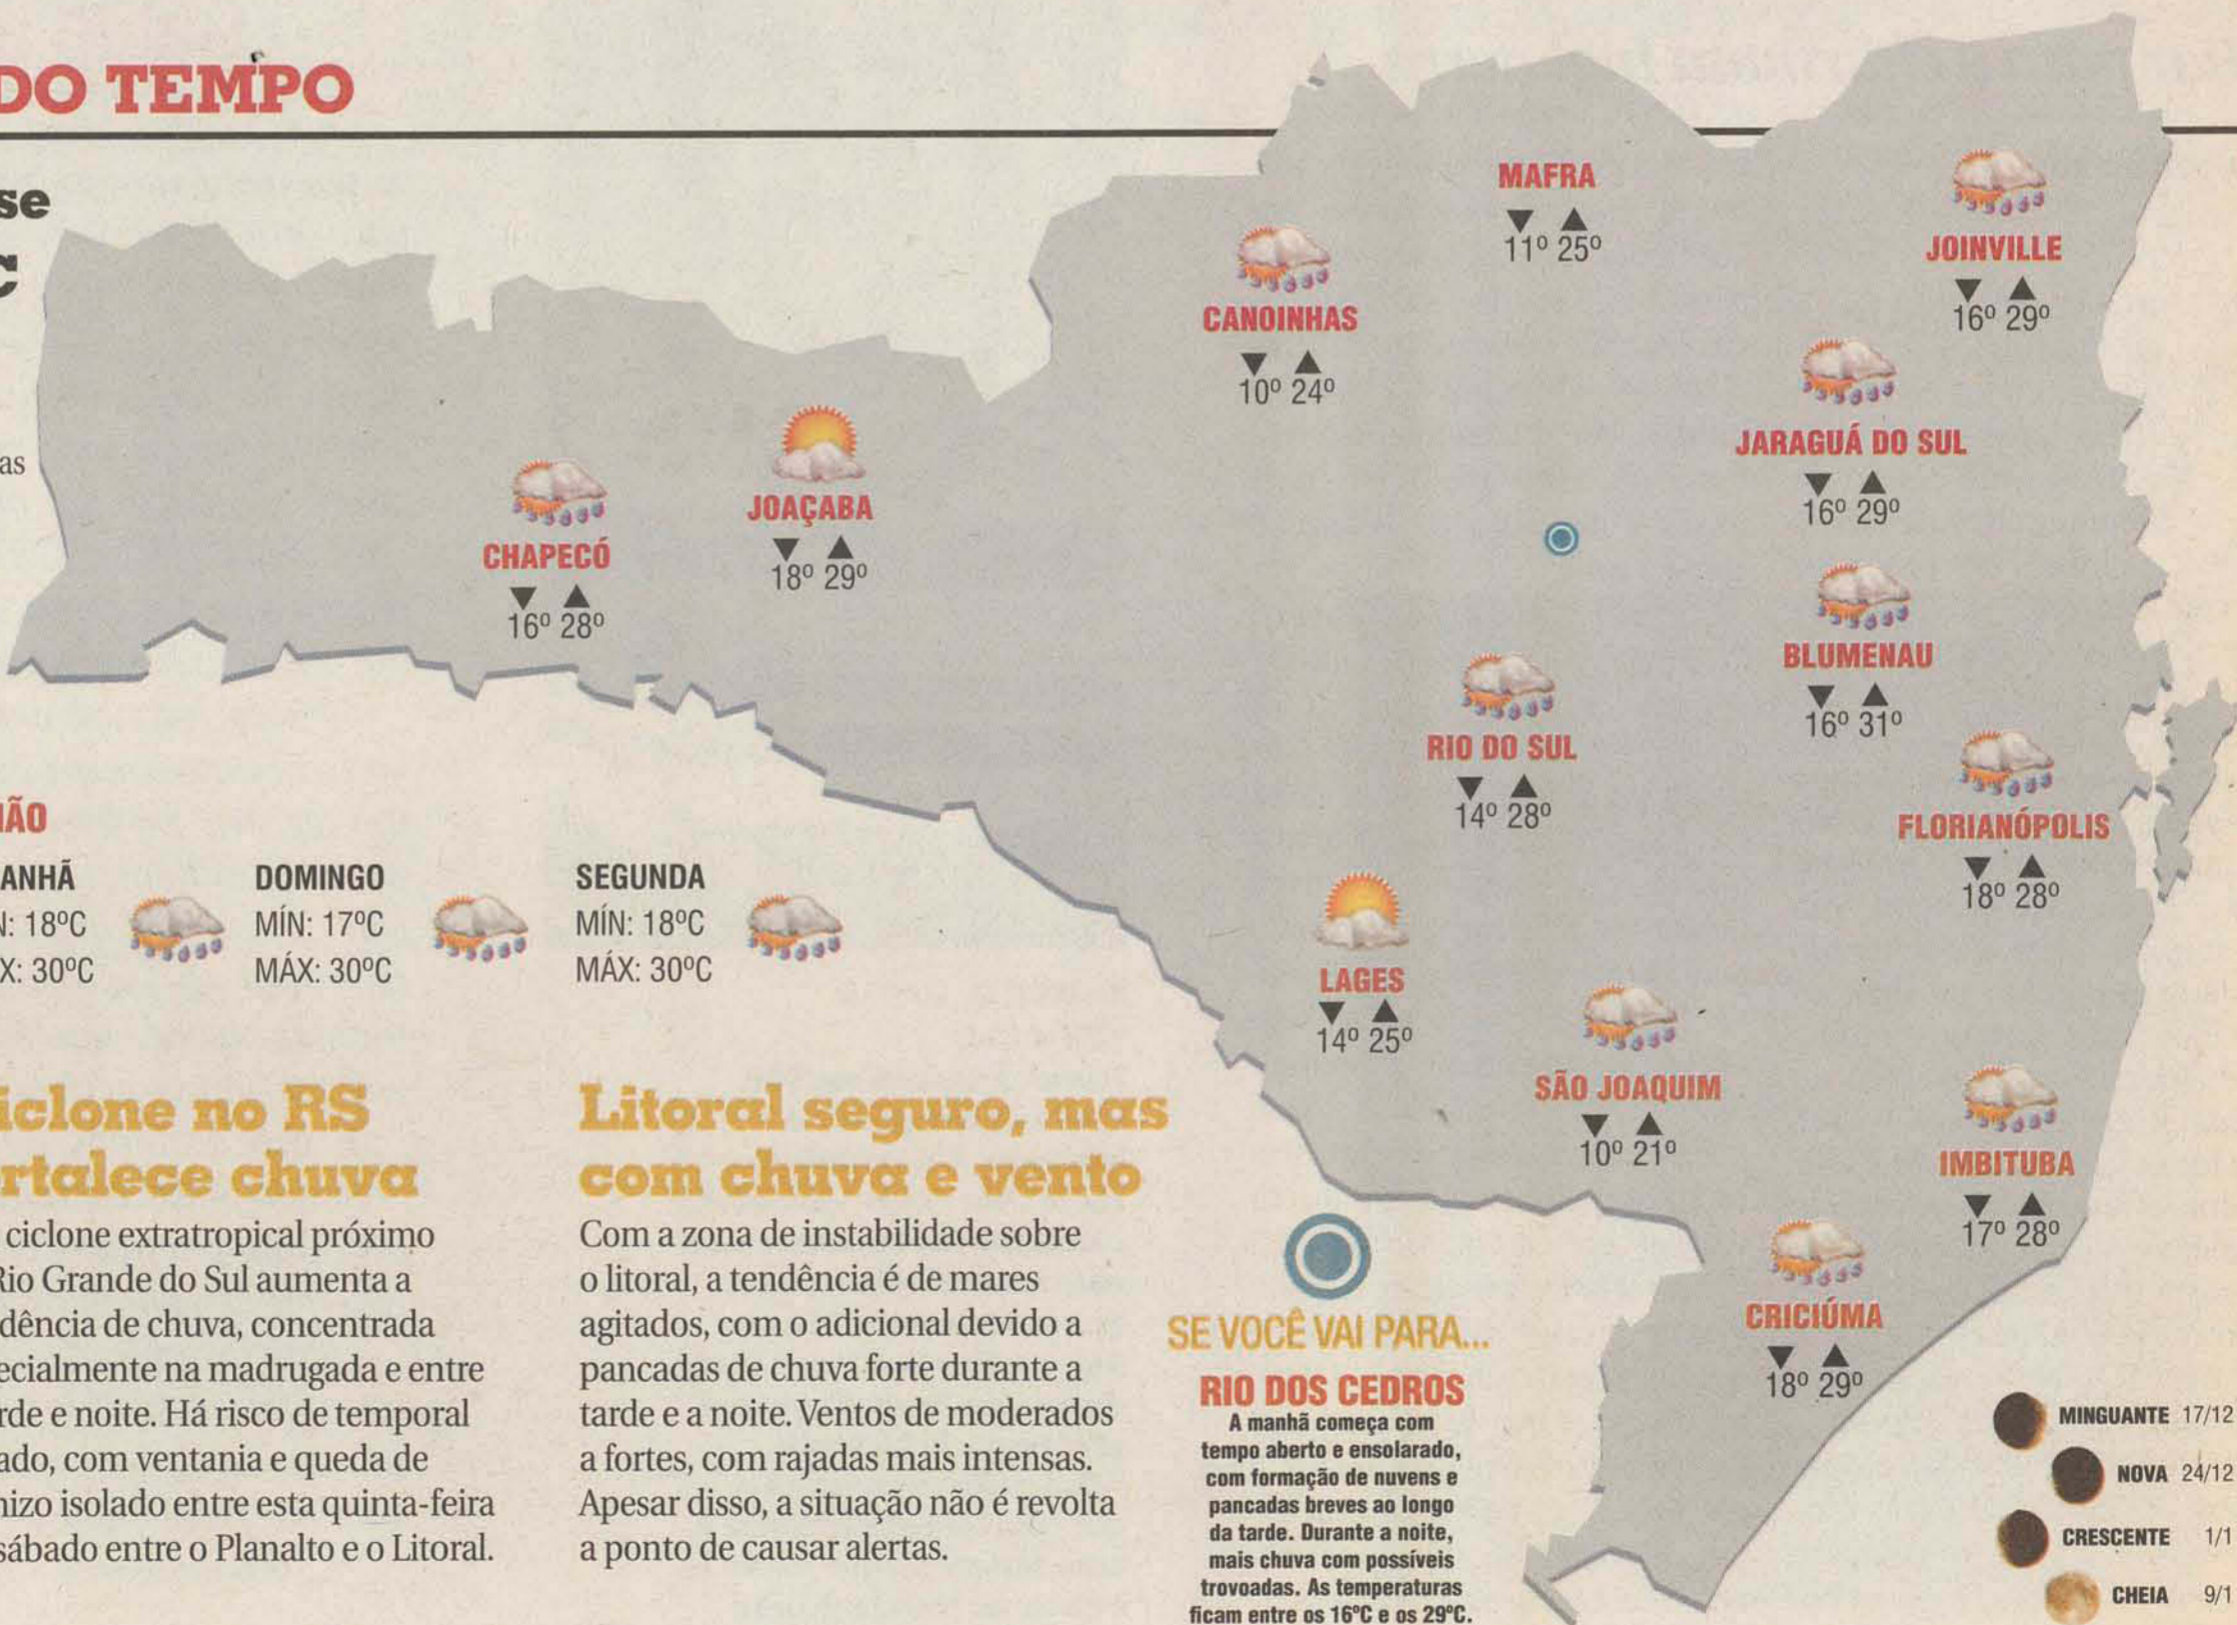 DO TEMPO
se
C
as
MAFRA
11º 25º
JOINVILLE
16º 29º
CANOINHAS
10º 24º
JARAGUÁ DO SUL
16º 29º
JOAÇABA
18º 29º
CHAPECÓ
16º 28º
BLUMENAU
16º 31º
RIO DO SUL
14º 28º
FLORIANÓPOLIS
18º 28º
LAGES
14º 25º
SÃO JOAQUIM
10º 21º
IMBITUBA
17º 28º
CRICIÚMA
18º 29º
IÃO
ANHÃ
N: 18ºC
X: 30ºC
DOMINGO
MÍN: 17ºC
MÁX: 30ºC
SEGUNDA
MÍN: 18ºC
MÁX: 30ºC
iclone no RS
rtalece chuva
ciclone extratropical próximo
Rio Grande do Sul aumenta a
dência de chuva, concentrada
ecialmente na madrugada e entre
rde e noite. Há risco de temporal
ado, com ventania e queda de
nizo isolado entre esta quinta-feira
sábado entre o Planalto e o Litoral.
Litoral seguro, mas
com chuva e vento
Com a zona de instabilidade sobre
o litoral, a tendência é de mares
agitados, com o adicional devido a
pancadas de chuva forte durante a
tarde e a noite. Ventos de moderados
a fortes, com rajadas mais intensas.
Apesar disso, a situação não é revolta
a ponto de causar alertas.
SE VOCÊ VAI PARA...
RIO DOS CEDROS
A manhã começa com
tempo aberto e ensolarado,
com formação de nuvens e
pancadas breves ao longo
da tarde. Durante a noite,
mais chuva com possíveis
trovoadas. As temperaturas
ficam entre os 16ºC e os 29ºC.
MINGUANTE 17/12
NOVA 24/12
CRESCENTE 1/1
CHEIA 9/1